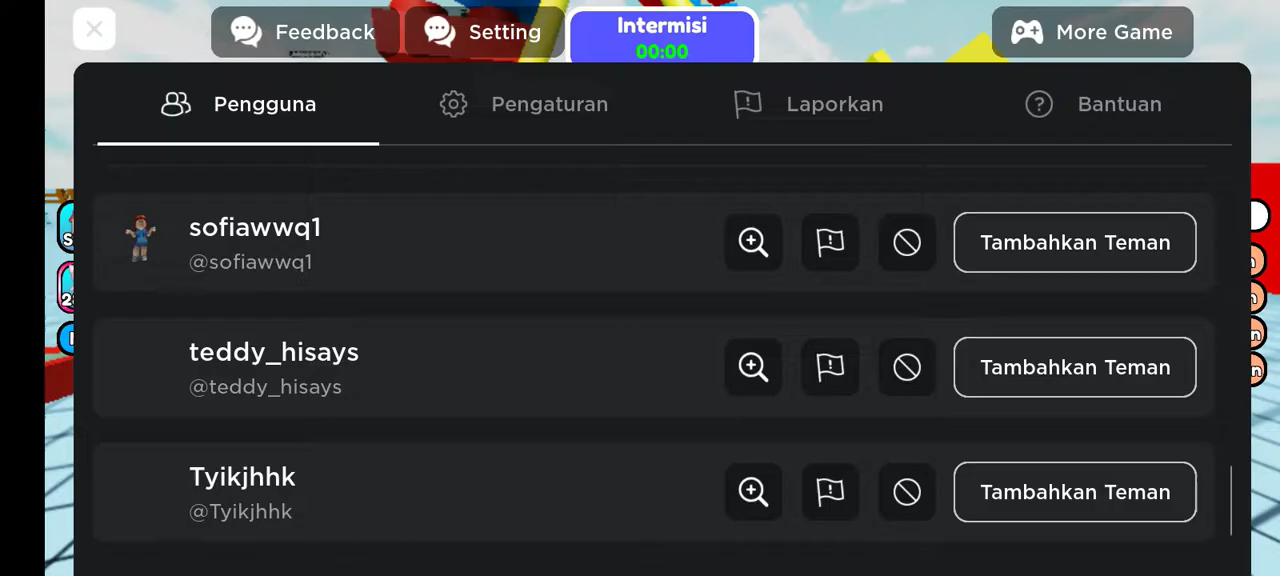 Feedback
Setting
Intermisi
00:00
More Game
Pengguna
Pengaturan
Laporkan
Bantuan
sofiawwq1
@sofiawwq1
Tambahkan Teman
teddy_hisays
@teddy_hisays
Tambahkan Teman
Tyikjhhk
@Tyikjhhk
Tambahkan Teman